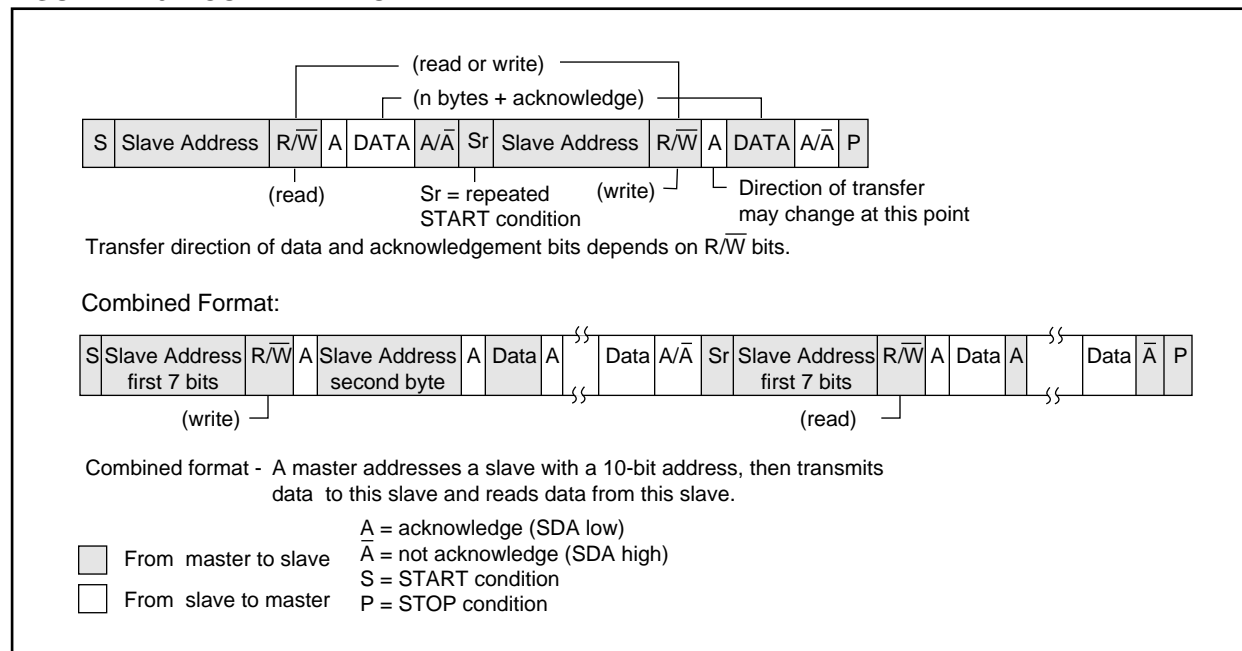 (read or write)
(n bytes + acknowledge)
S Slave Address R/W̅ A DATA A/A̅ Sr Slave Address R/W̅ A DATA A/A̅ P
(read) Sr = repeated (write) Direction of transfer
START condition may change at this point
Transfer direction of data and acknowledgement bits depends on R/W̅ bits.
Combined Format:
S Slave Address R/W̅ A Slave Address A Data A Data A/A̅ Sr Slave Address R/W̅ A Data A Data A̅ P
first 7 bits second byte first 7 bits
(write) (read)
Combined format - A master addresses a slave with a 10-bit address, then transmits
data to this slave and reads data from this slave.
A = acknowledge (SDA low)
From master to slave A̅ = not acknowledge (SDA high)
S = START condition
From slave to master P = STOP condition